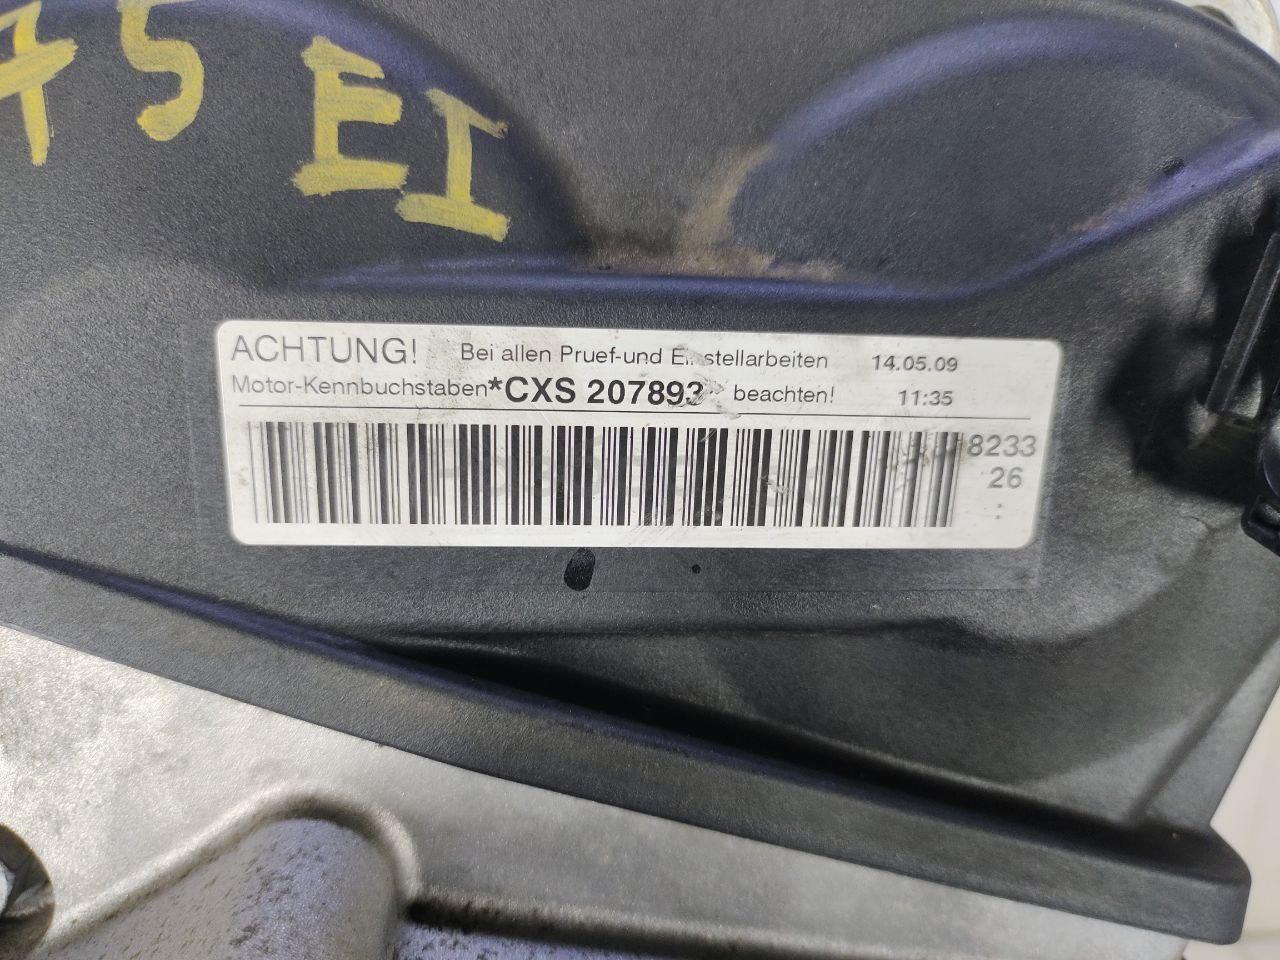 75 EI
ACHTUNG! Bei allen Pruef-und Einstellarbeiten 14.05.09
Motor-Kennbuchstaben*CXS 207893 beachten! 11:35
8233
26
: